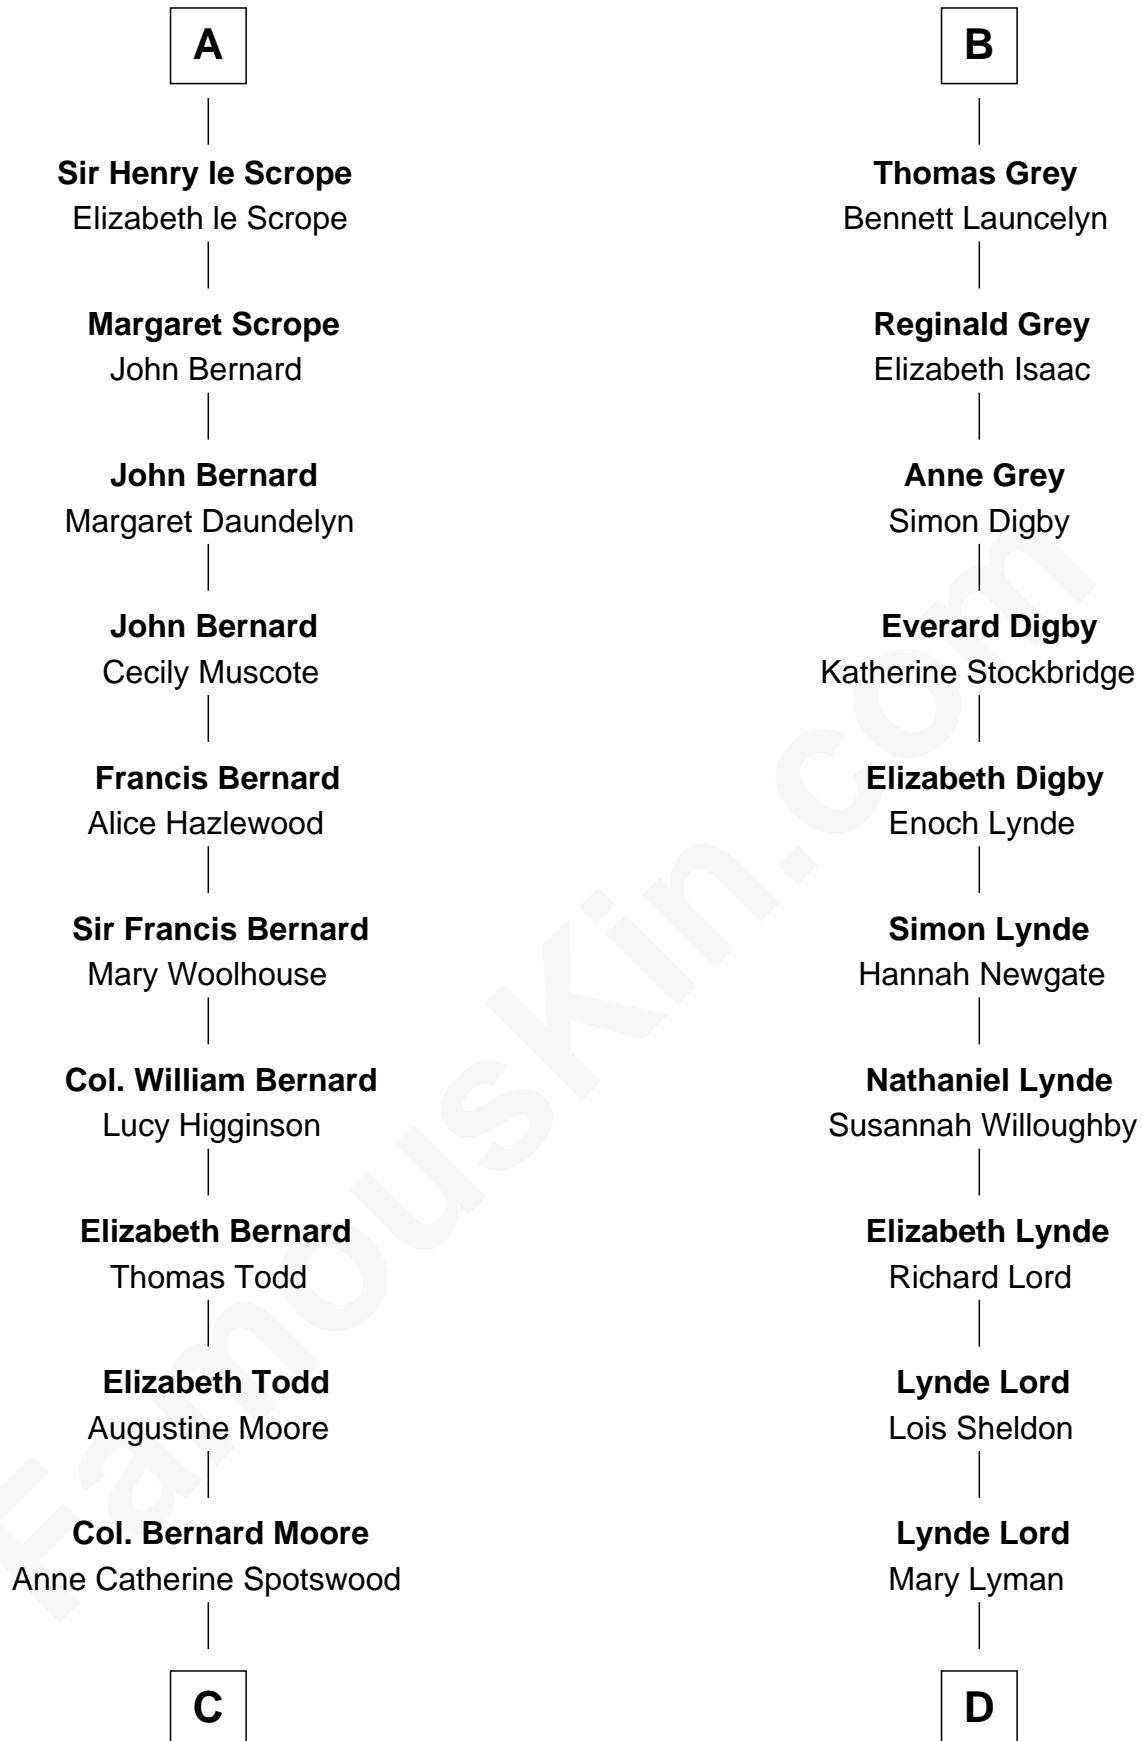 A
Sir Henry le Scrope
Elizabeth le Scrope
Margaret Scrope
John Bernard
John Bernard
Margaret Daundelyn
John Bernard
Cecily Muscote
Francis Bernard
Alice Hazlewood
Sir Francis Bernard
Mary Woolhouse
Col. William Bernard
Lucy Higginson
Elizabeth Bernard
Thomas Todd
Elizabeth Todd
Augustine Moore
Col. Bernard Moore
Anne Catherine Spotswood
C
B
Thomas Grey
Bennett Launcelyn
Reginald Grey
Elizabeth Isaac
Anne Grey
Simon Digby
Everard Digby
Katherine Stockbridge
Elizabeth Digby
Enoch Lynde
Simon Lynde
Hannah Newgate
Nathaniel Lynde
Susannah Willoughby
Elizabeth Lynde
Richard Lord
Lynde Lord
Lois Sheldon
Lynde Lord
Mary Lyman
D
FamousKin.com